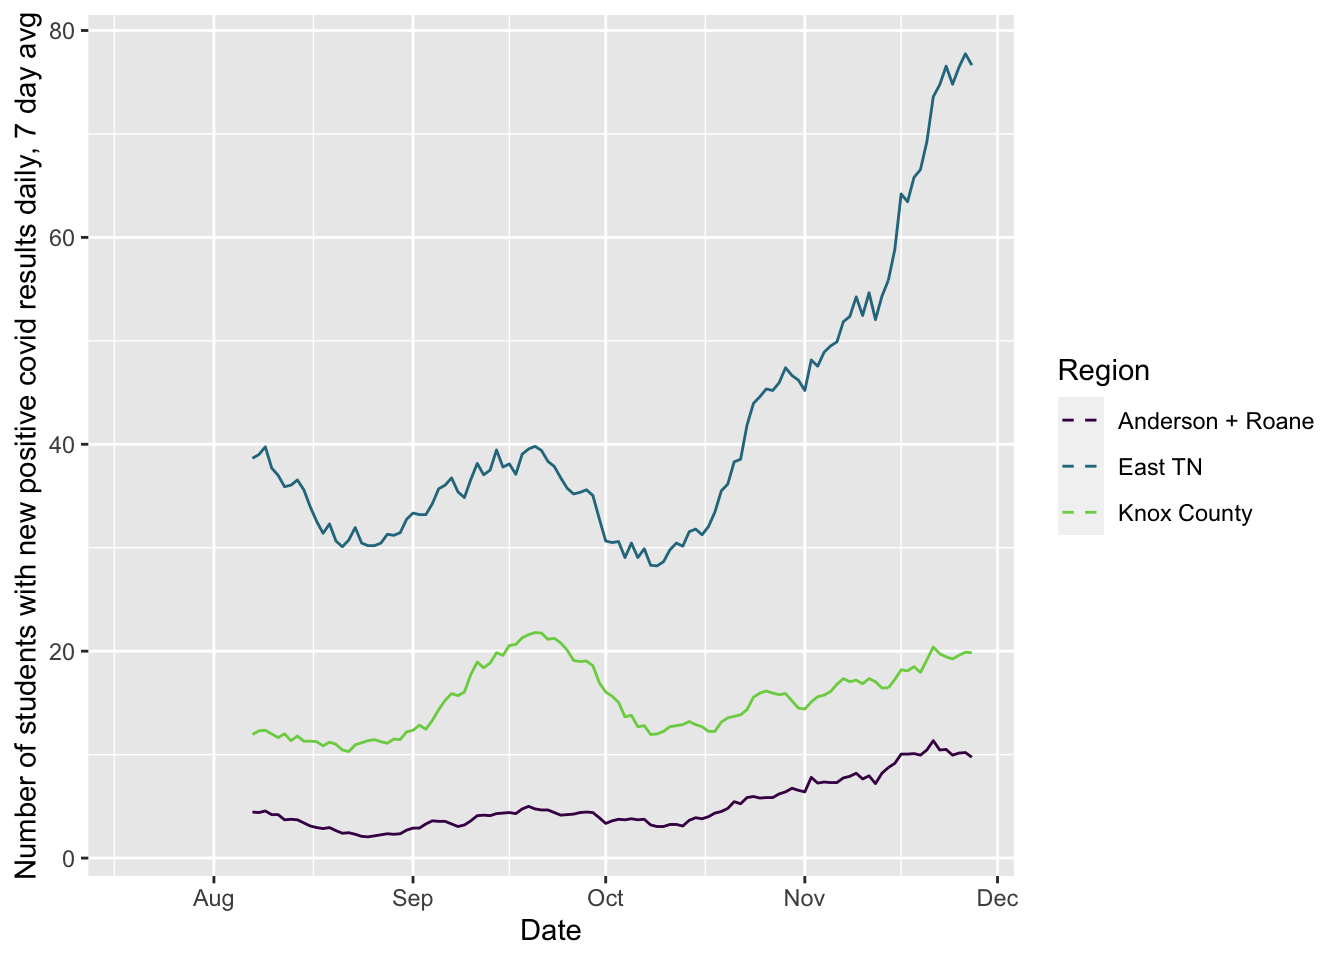 Number of students with new positive covid results daily, 7 day avg
80
60
40
20
0
Aug
Sep
Oct
Nov
Dec
Date
Region
Anderson + Roane
East TN
Knox County